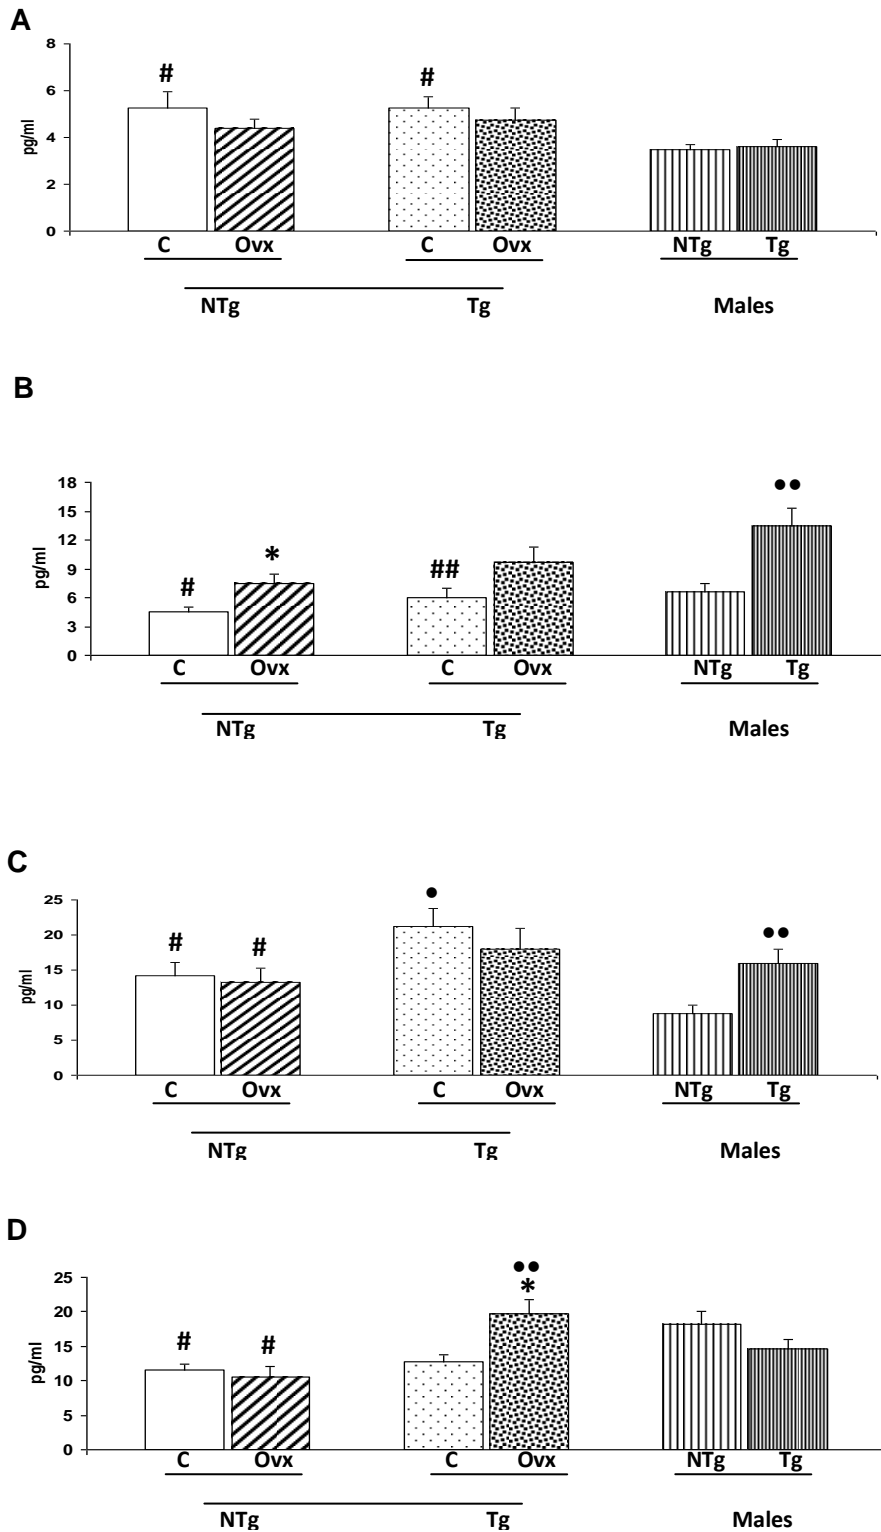 A
8
#
#
6
4
pg/ml
2
0
C Ovx C Ovx NTg Tg
NTg Tg Males
B
18
●●
15
12
*
##
9
#
pg/ml
6
3
0
C Ovx C Ovx NTg Tg
NTg Tg Males
C
25
●
20
# # ●●
15
pg/ml
10
5
0
C Ovx C Ovx NTg Tg
NTg Tg Males
D
●●
25
*
20
# #
15
pg/ml
10
5
0
C Ovx C Ovx NTg Tg
NTg Tg Males